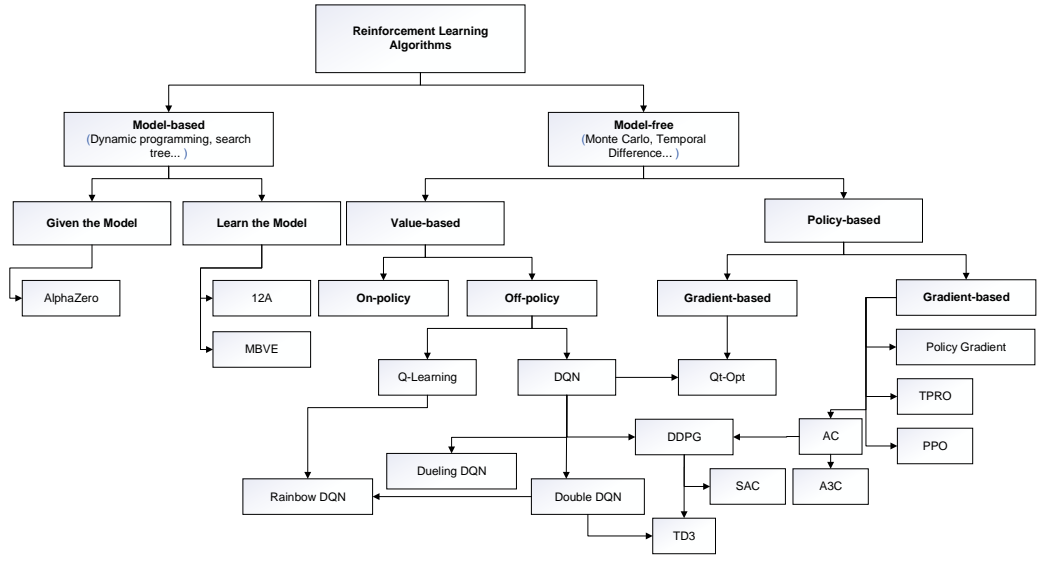 Reinforcement Learning
Algorithms
Model-based
(Dynamic programming, search
tree... )
Model-free
(Monte Carlo, Temporal
Difference... )
Given the Model
Learn the Model
Value-based
Policy-based
AlphaZero
12A
On-policy
Off-policy
Gradient-based
Gradient-based
MBVE
Policy Gradient
Q-Learning
DQN
Qt-Opt
TPRO
DDPG
AC
PPO
Dueling DQN
Rainbow DQN
Double DQN
SAC
A3C
TD3